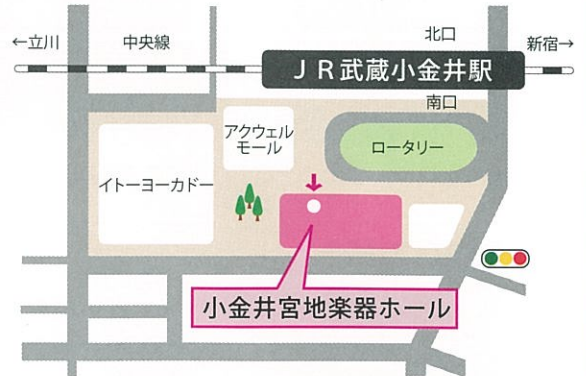 北口
←立川
中央線
新宿→
JR武蔵小金井駅
南口
アクウェル
モール
ロータリー
イトーヨーカドー
小金井宮地楽器ホール